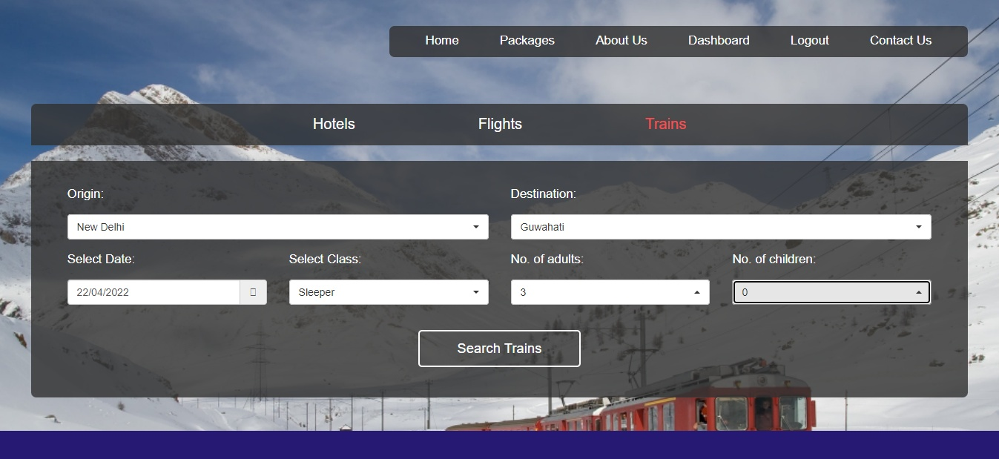 Home Packages About Us Dashboard Logout Contact Us
Hotels Flights Trains
Origin: Destination:
New Delhi Guwahati
Select Date: Select Class: No. of adults: No. of children:
22/04/2022 Sleeper 3 0
Search Trains